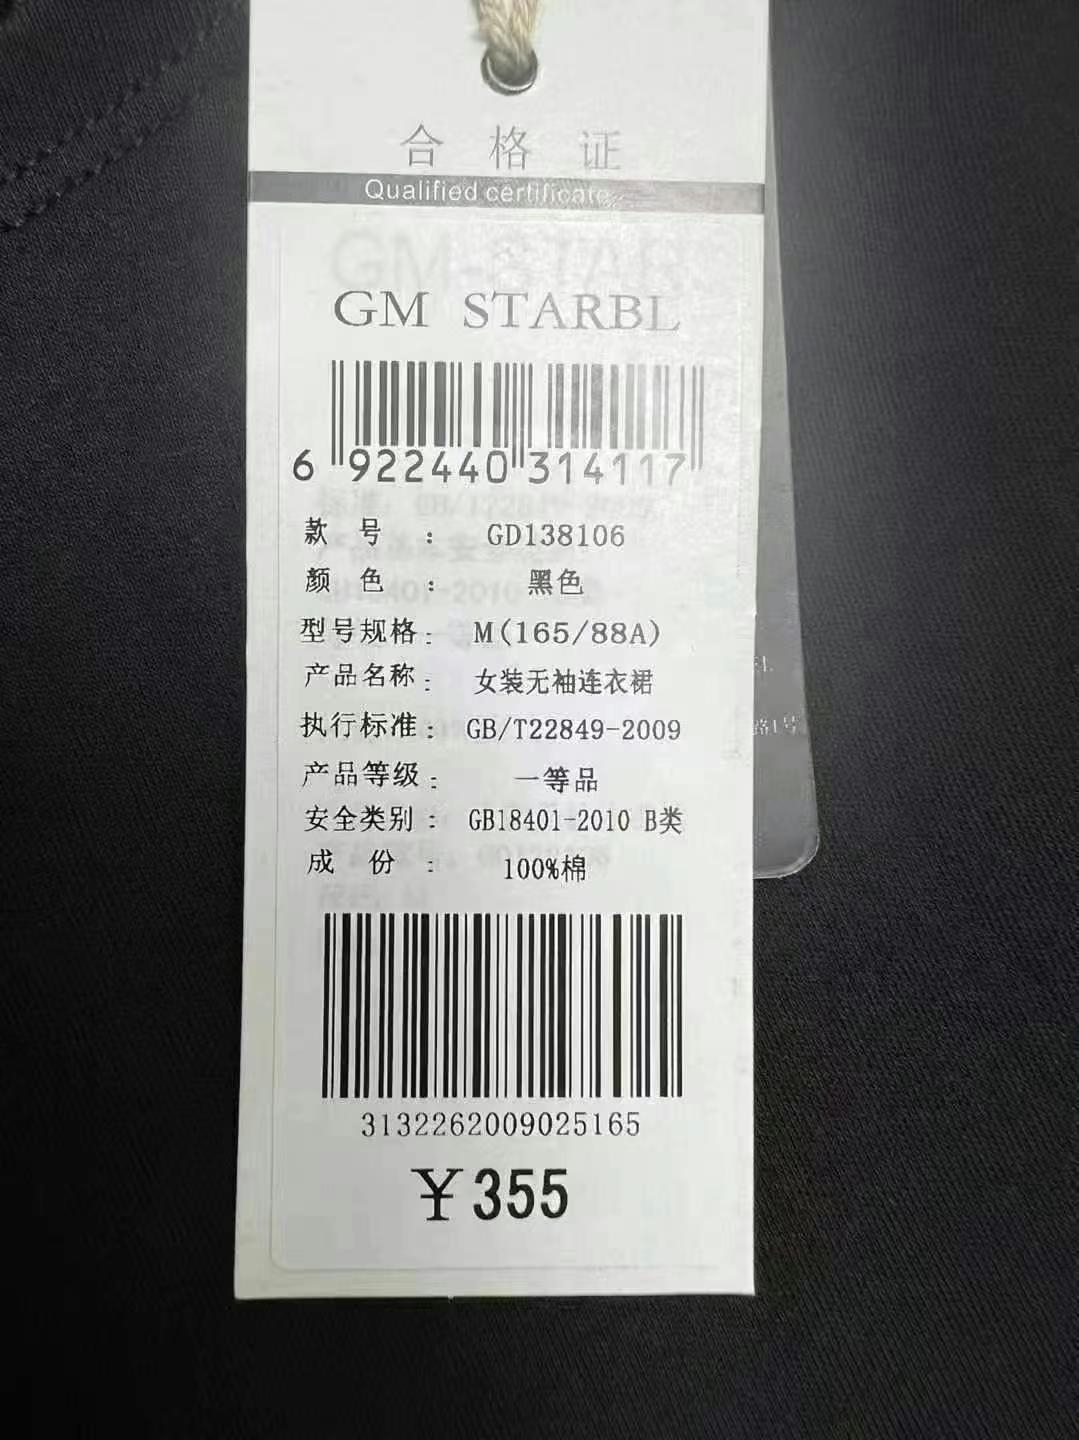 合格证
Qualified certificate
GM STARBL
6 922440 314117
款号：GD138106
颜色：黑色
型号规格：M(165/88A)
产品名称：女装无袖连衣裙
执行标准：GB/T22849-2009
产品等级：一等品
安全类别：GB18401-2010 B类
成份：100%棉
路1号
3132262009025165
￥355